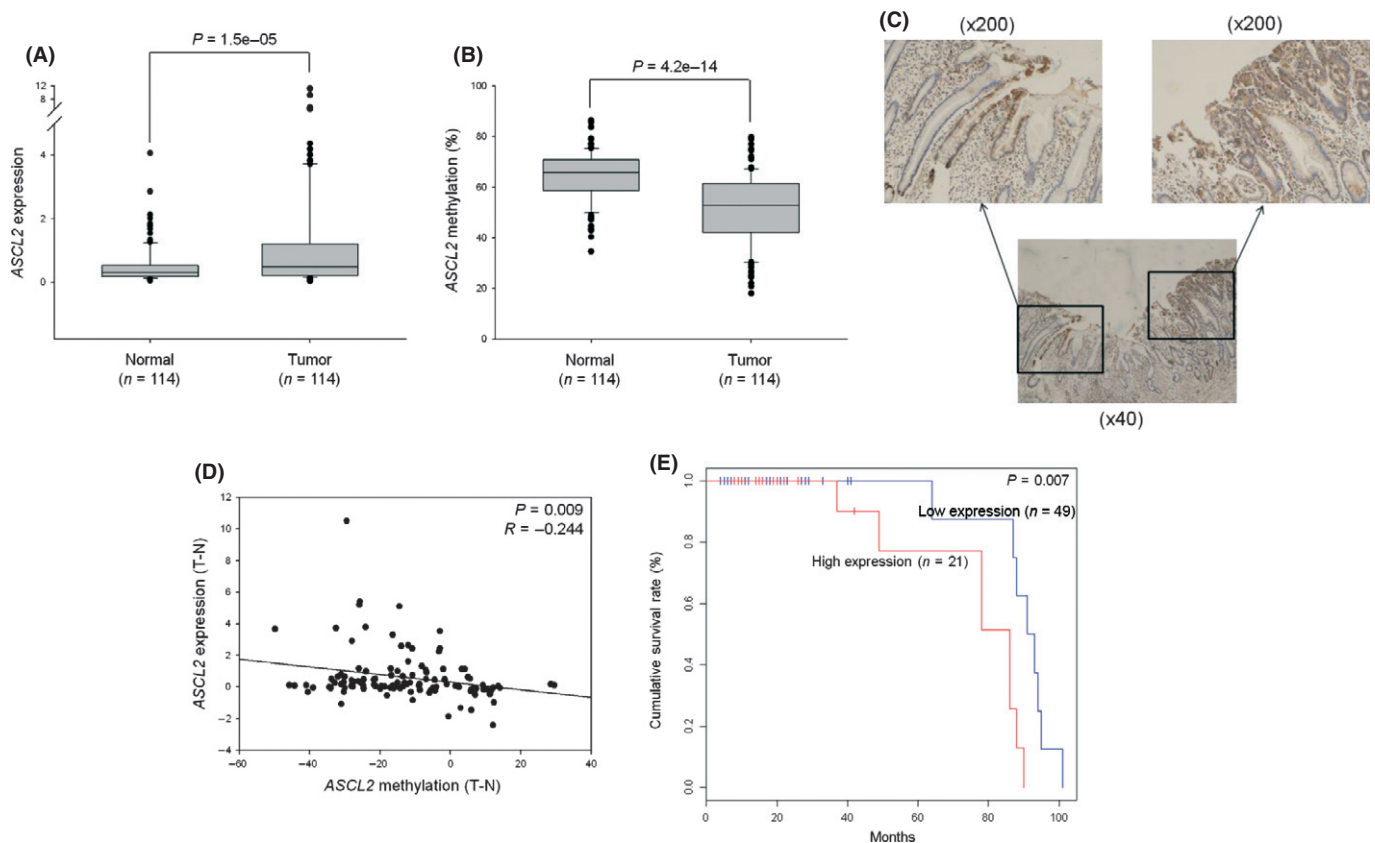 (A)
P = 1.5e–05
ASCL2 expression
12
8
4
2
0
Normal
(n = 114)
Tumor
(n = 114)
(B)
P = 4.2e–14
ASCL2 methylation (%)
100
80
60
40
20
0
Normal
(n = 114)
Tumor
(n = 114)
(C)
(x200)
(x200)
(x40)
(D)
P = 0.009
R = –0.244
ASCL2 expression (T-N)
12
10
8
6
4
2
0
–2
–4
–60
–40
–20
0
20
40
ASCL2 methylation (T-N)
(E)
P = 0.007
Low expression (n = 49)
High expression (n = 21)
Cumulative survival rate (%)
1.0
0.8
0.6
0.4
0.2
0.0
0
20
40
60
80
100
Months